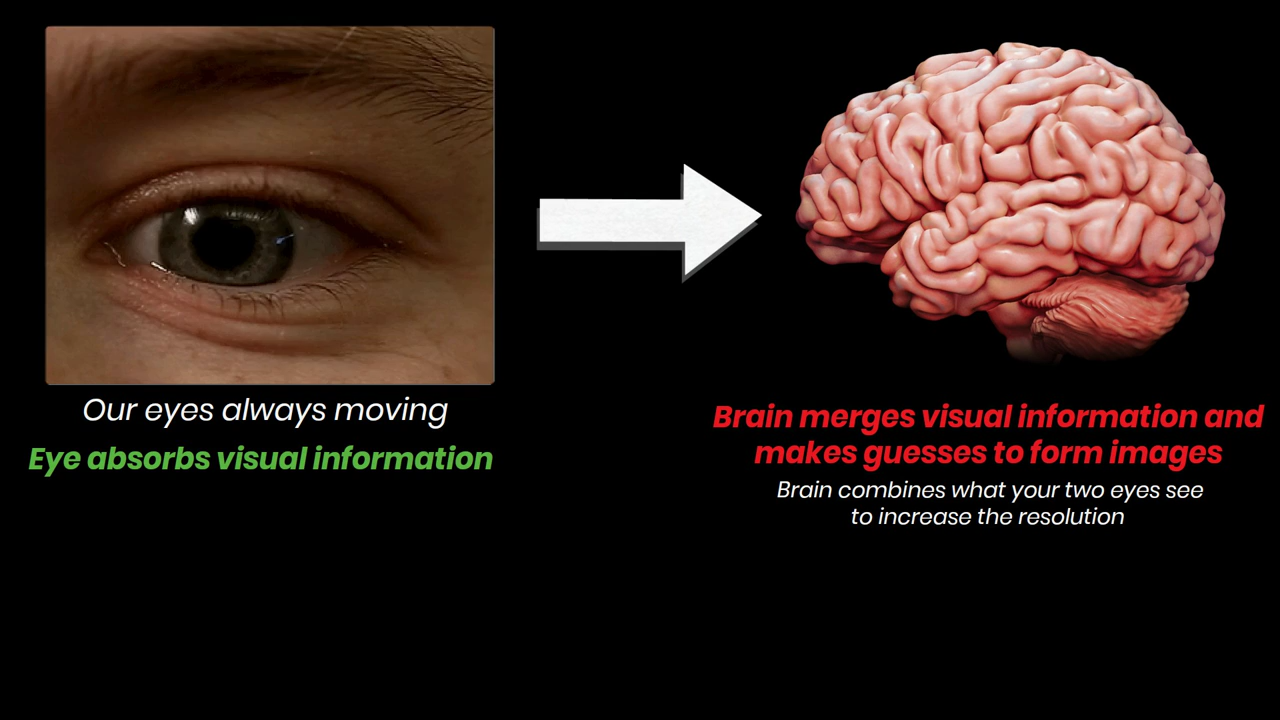 Our eyes always moving
Eye absorbs visual information
Brain merges visual information and
makes guesses to form images
Brain combines what your two eyes see
to increase the resolution